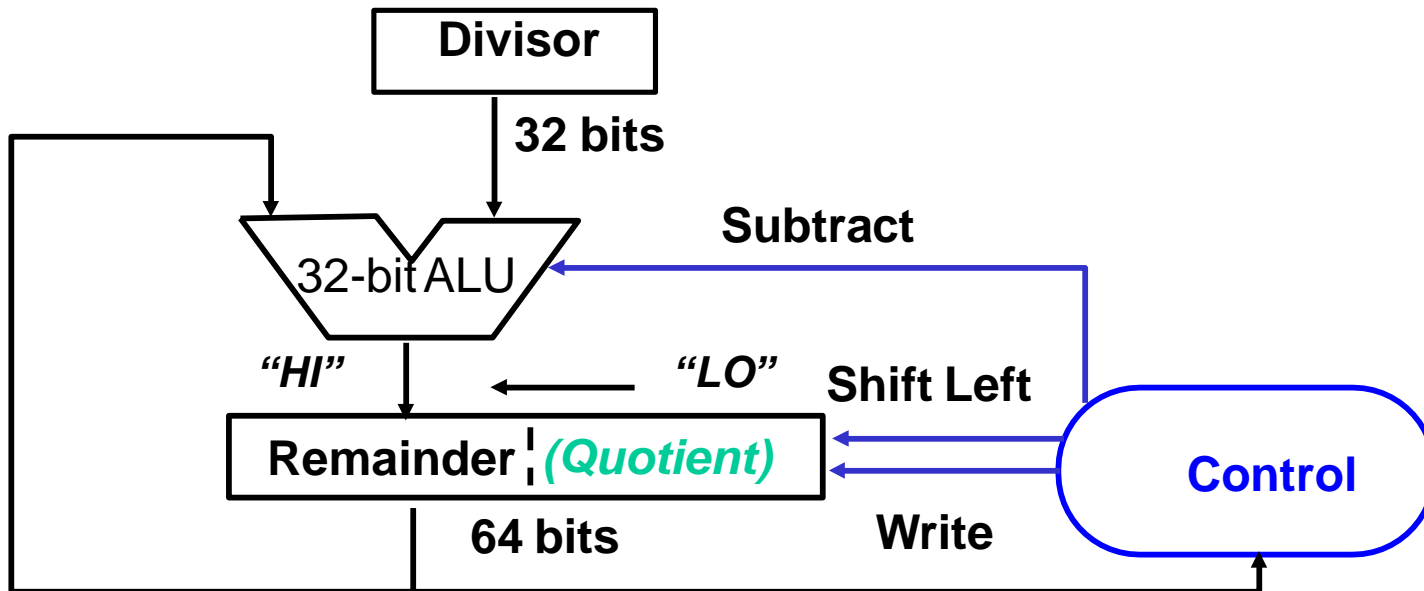 Divisor
32 bits
Subtract
32-bit ALU
“HI”
“LO”
Shift Left
Remainder (Quotient)
Control
64 bits
Write